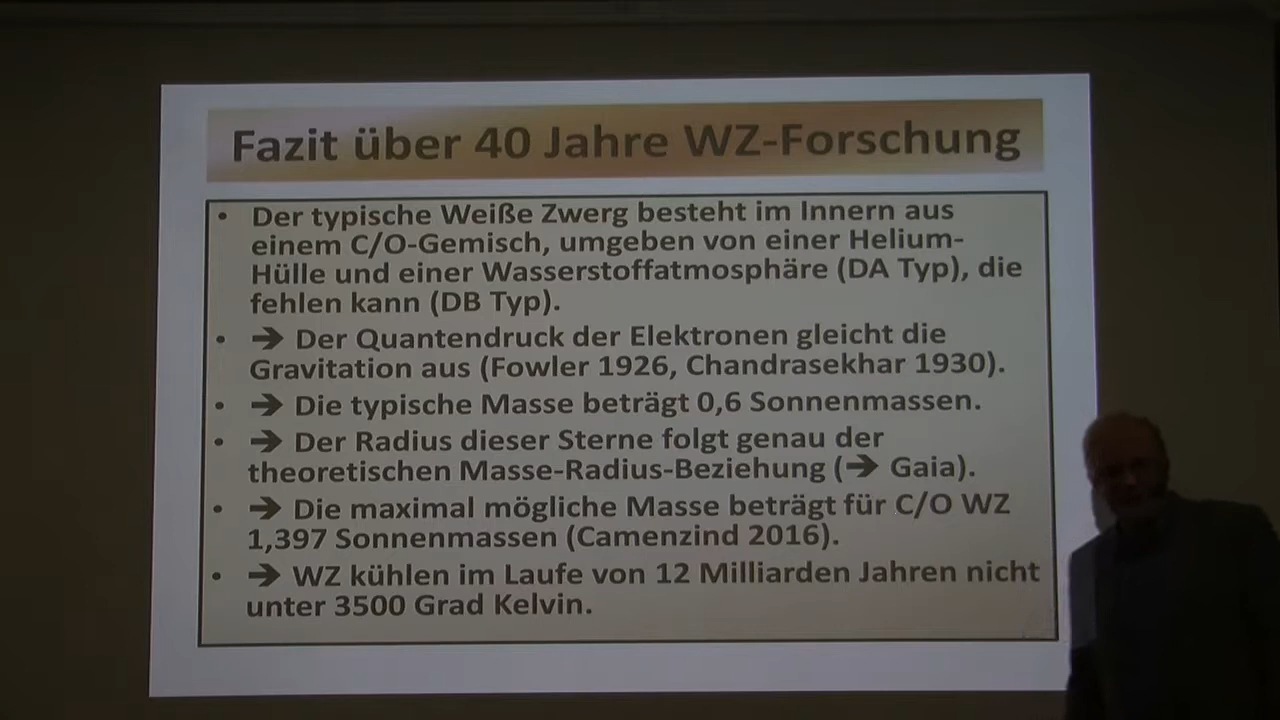 Fazit über 40 Jahre WZ-Forschung
• Der typische Weiße Zwerg besteht im Innern aus
einem C/O-Gemisch, umgeben von einer Helium-
Hülle und einer Wasserstoffatmosphäre (DA Typ), die
fehlen kann (DB Typ).
• ➔ Der Quantendruck der Elektronen gleicht die
Gravitation aus (Fowler 1926, Chandrasekhar 1930).
• ➔ Die typische Masse beträgt 0,6 Sonnenmassen.
• ➔ Der Radius dieser Sterne folgt genau der
theoretischen Masse-Radius-Beziehung (➔ Gaia).
• ➔ Die maximal mögliche Masse beträgt für C/O WZ
1,397 Sonnenmassen (Camenzind 2016).
• ➔ WZ kühlen im Laufe von 12 Milliarden Jahren nicht
unter 3500 Grad Kelvin.